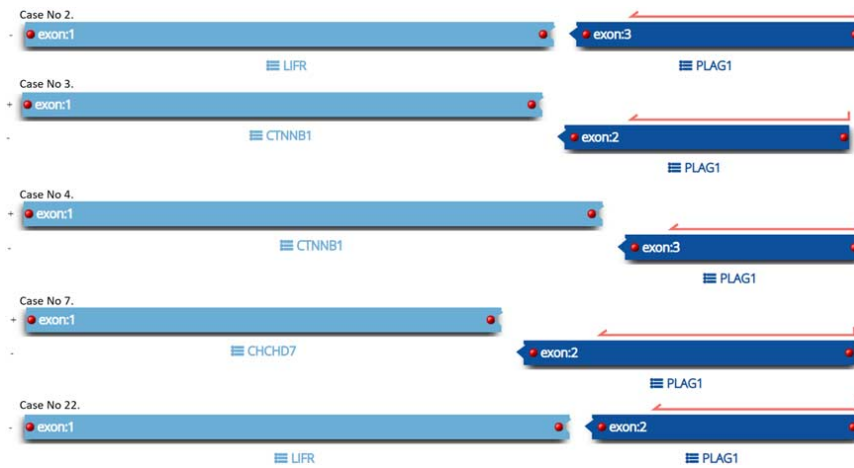 Case No 2.
- exon:1 exon:3
LIFR PLAG1
Case No 3.
+ exon:1
- exon:2
CTNNB1
PLAG1
Case No 4.
+ exon:1
- exon:3
CTNNB1
PLAG1
Case No 7.
+ exon:1
- exon:2
CHCHD7
PLAG1
Case No 22.
- exon:1 exon:2
LIFR PLAG1